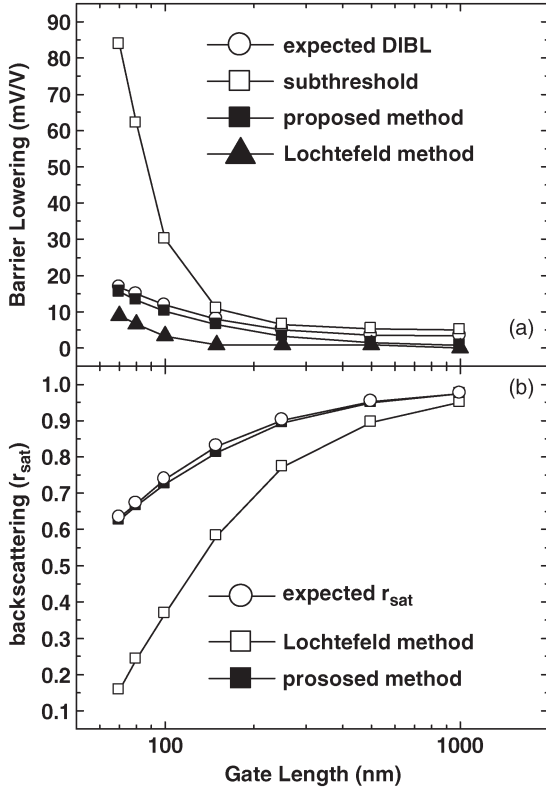 90
80
70
60
50
40
30
20
10
0
Barrier Lowering (mV/V)
expected DIBL
subthreshold
proposed method
Lochtefeld method
(a)
(b)
1.0
0.9
0.8
0.7
0.6
0.5
0.4
0.3
0.2
0.1
backscattering (r_sat)
expected r_sat
Lochtefeld method
prososed method
100
1000
Gate Length (nm)